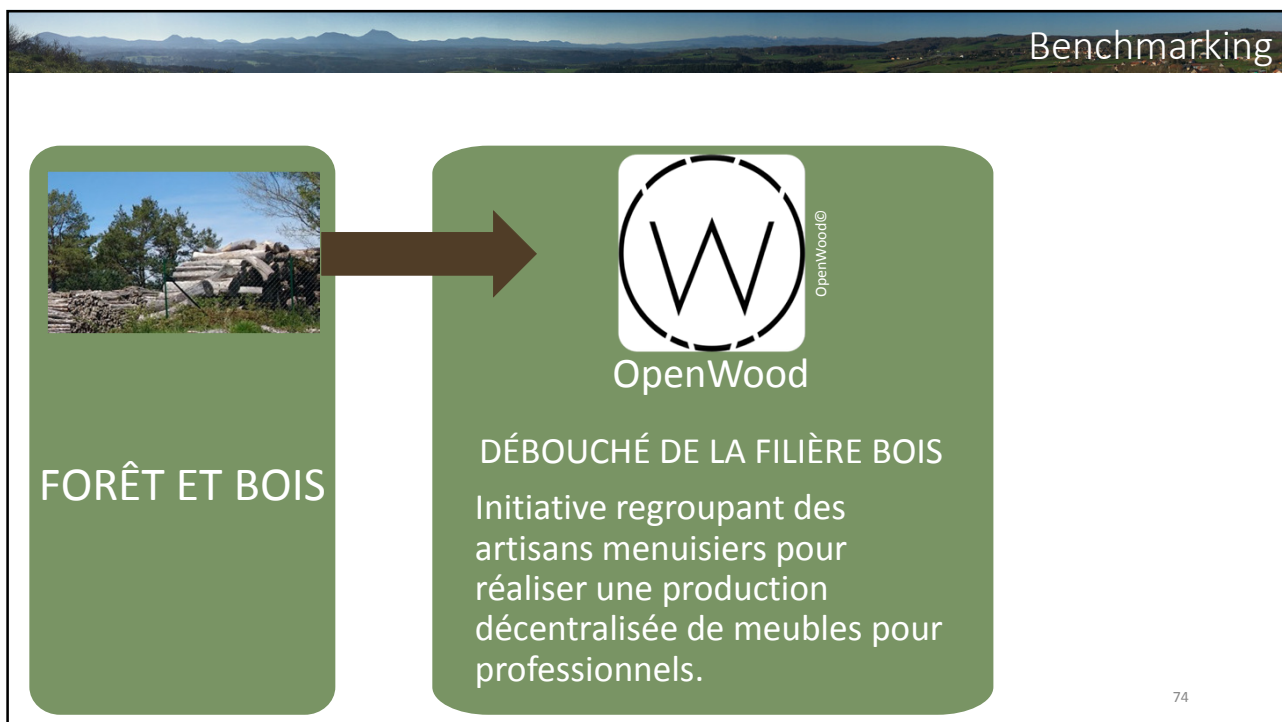 Benchmarking
FORÊT ET BOIS
W
OpenWood©
OpenWood
DÉBOUCHÉ DE LA FILIÈRE BOIS
Initiative regroupant des
artisans menuisiers pour
réaliser une production
décentralisée de meubles pour
professionnels.
74